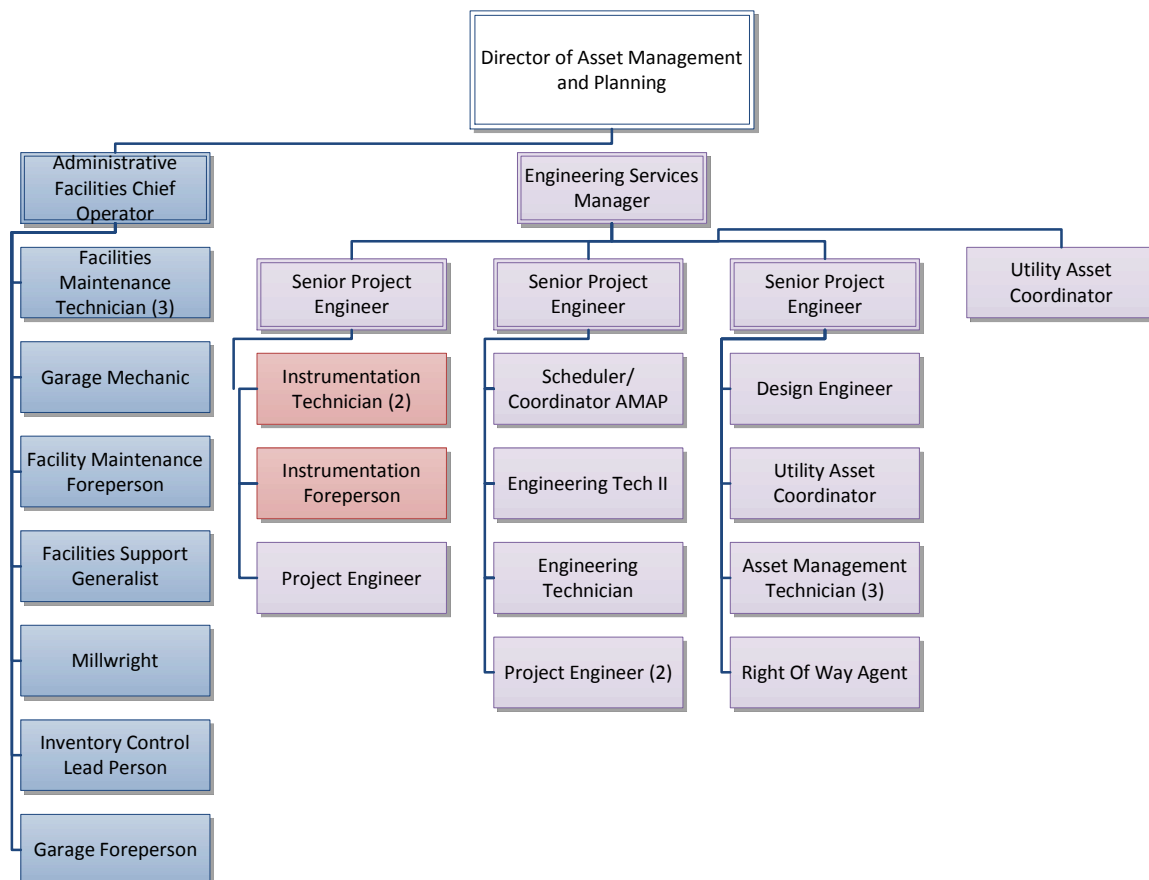 Director of Asset Management
and Planning
Administrative
Facilities Chief
Operator
Engineering Services
Manager
Facilities
Maintenance
Technician (3)
Senior Project
Engineer
Senior Project
Engineer
Senior Project
Engineer
Utility Asset
Coordinator
Garage Mechanic
Instrumentation
Technician (2)
Scheduler/
Coordinator AMAP
Design Engineer
Facility Maintenance
Foreperson
Instrumentation
Foreperson
Engineering Tech II
Utility Asset
Coordinator
Facilities Support
Generalist
Project Engineer
Engineering
Technician
Asset Management
Technician (3)
Millwright
Project Engineer (2)
Right Of Way Agent
Inventory Control
Lead Person
Garage Foreperson